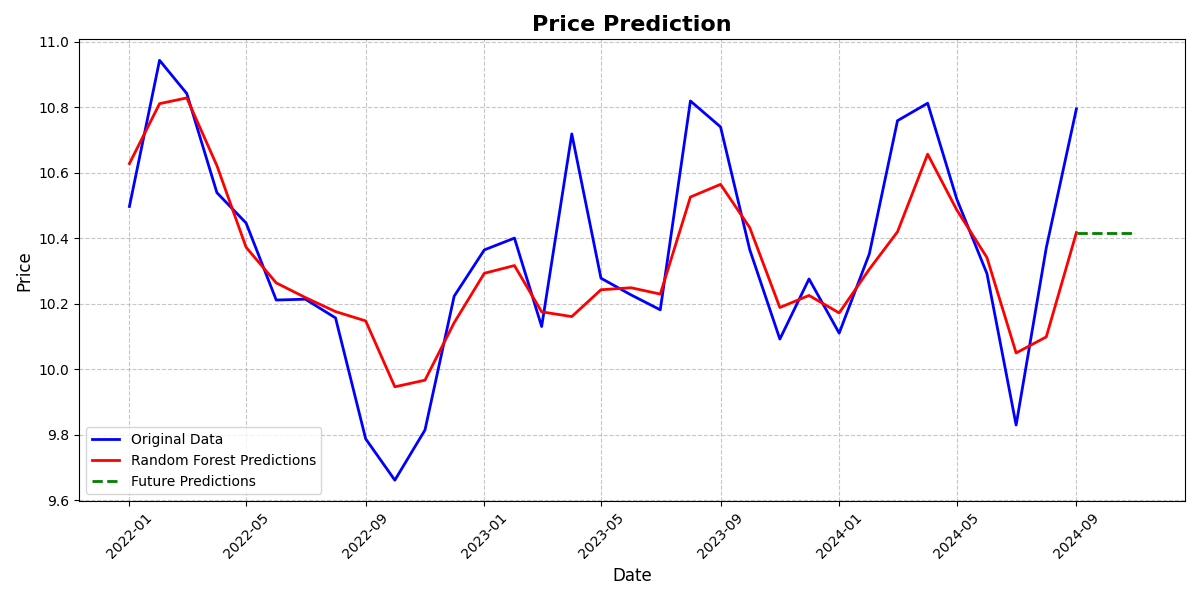 Price Prediction
Price
11.0
10.8
10.6
10.4
10.2
10.0
9.8
9.6
Original Data
Random Forest Predictions
Future Predictions
2022-01
2022-05
2022-09
2023-01
2023-05
2023-09
2024-01
2024-05
2024-09
Date